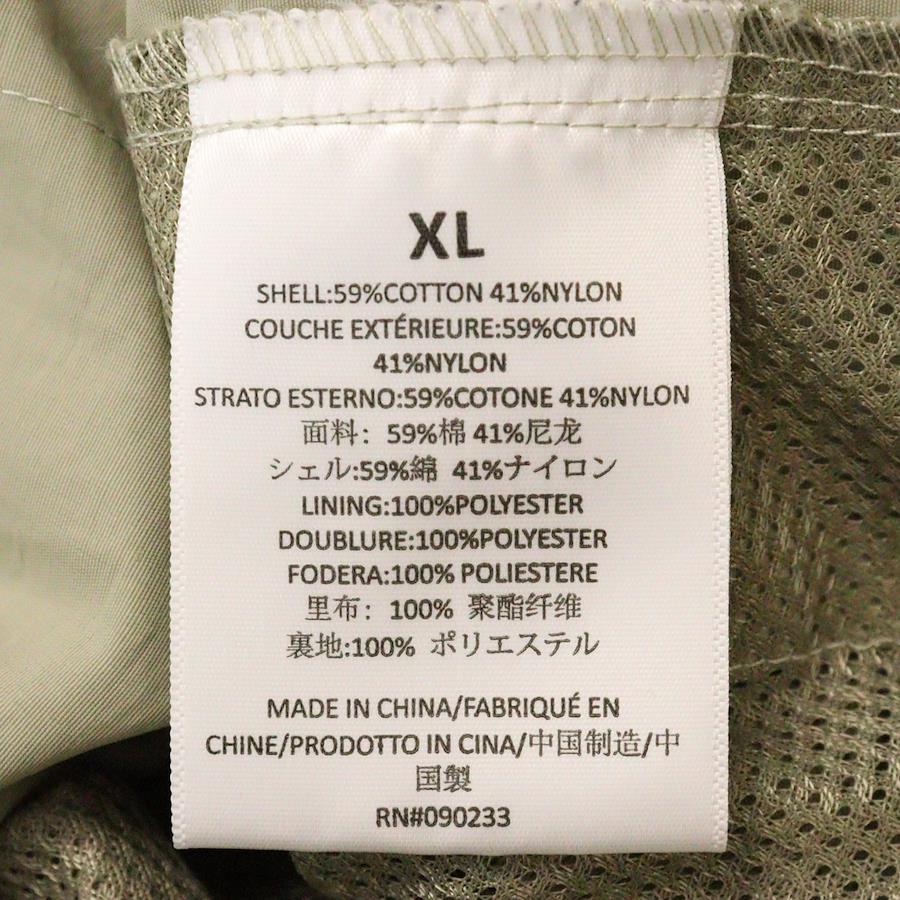 XL
SHELL:59%COTTON 41%NYLON
COUCHE EXTÉRIEURE:59%COTON
41%NYLON
STRATO ESTERNO:59%COTONE 41%NYLON
面料: 59%棉 41%尼龙
シェル:59%綿 41%ナイロン
LINING:100%POLYESTER
DOUBLURE:100%POLYESTER
FODERA:100% POLIESTERE
里布: 100% 聚酯纤维
裏地:100% ポリエステル
MADE IN CHINA/FABRIQUÉ EN
CHINE/PRODOTTO IN CINA/中国制造/中
国製
RN#090233